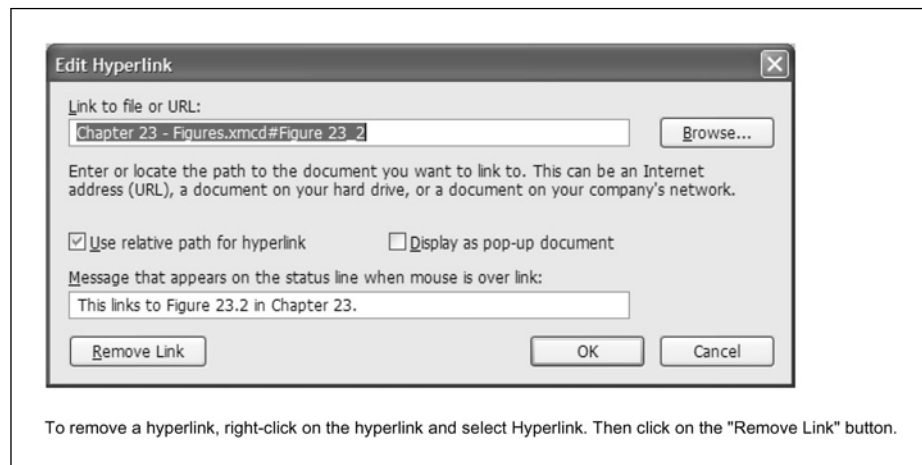 Edit Hyperlink
Link to file or URL:
Chapter 23 - Figures.xmcd#Figure 23_2
Browse...
Enter or locate the path to the document you want to link to. This can be an Internet
address (URL), a document on your hard drive, or a document on your company's network.
Use relative path for hyperlink
Display as pop-up document
Message that appears on the status line when mouse is over link:
This links to Figure 23.2 in Chapter 23.
Remove Link
OK
Cancel
To remove a hyperlink, right-click on the hyperlink and select Hyperlink. Then click on the "Remove Link" button.